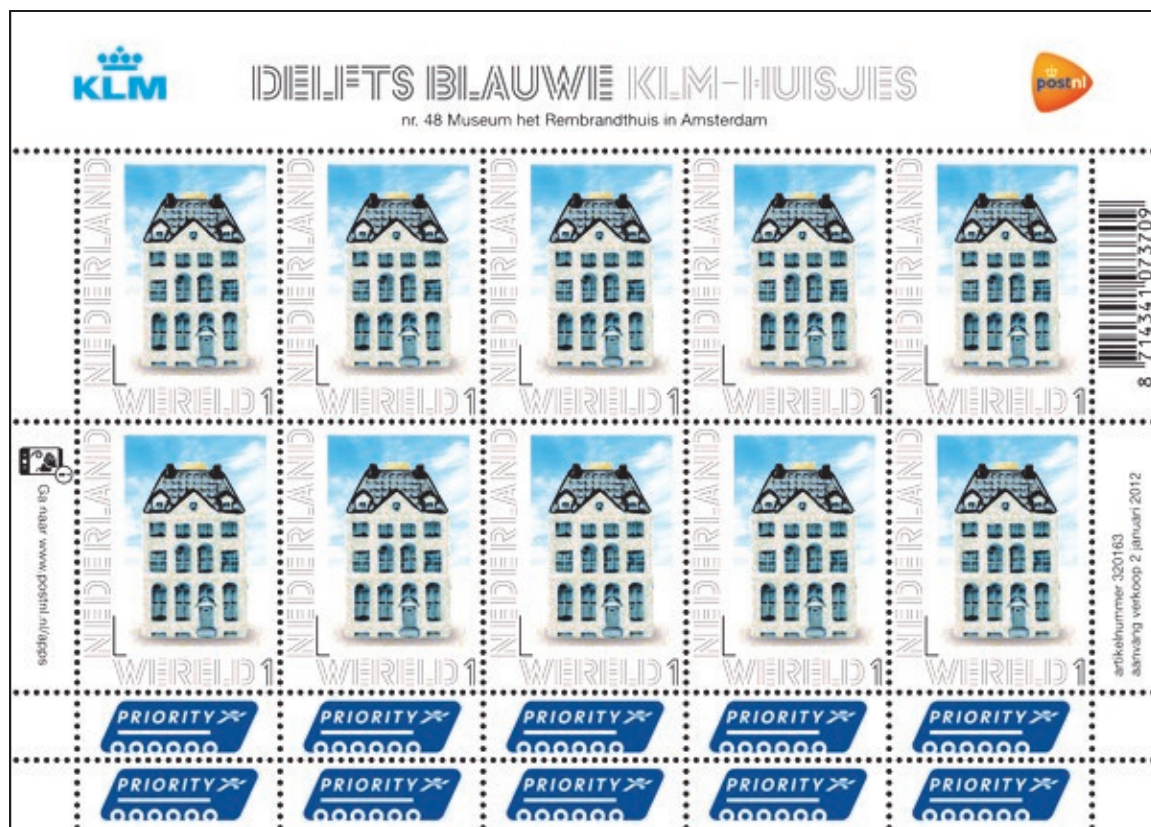 KLM
DELFTS BLAUWE KLM-HUISJES
postnl
nr. 48 Museum het Rembrandthuis in Amsterdam
NEDERLAND
NEDERLAND
NEDERLAND
NEDERLAND
NEDERLAND
WERELD 1
WERELD 1
WERELD 1
WERELD 1
WERELD 1
8 714341 073709
Ga naar www.postnl.nl/apps
NEDERLAND
NEDERLAND
NEDERLAND
NEDERLAND
NEDERLAND
WERELD 1
WERELD 1
WERELD 1
WERELD 1
WERELD 1
artikelnummer 320163
aanvang verkoop 2 januari 2012
PRIORITY
PRIORITY
PRIORITY
PRIORITY
PRIORITY
PRIORITY
PRIORITY
PRIORITY
PRIORITY
PRIORITY